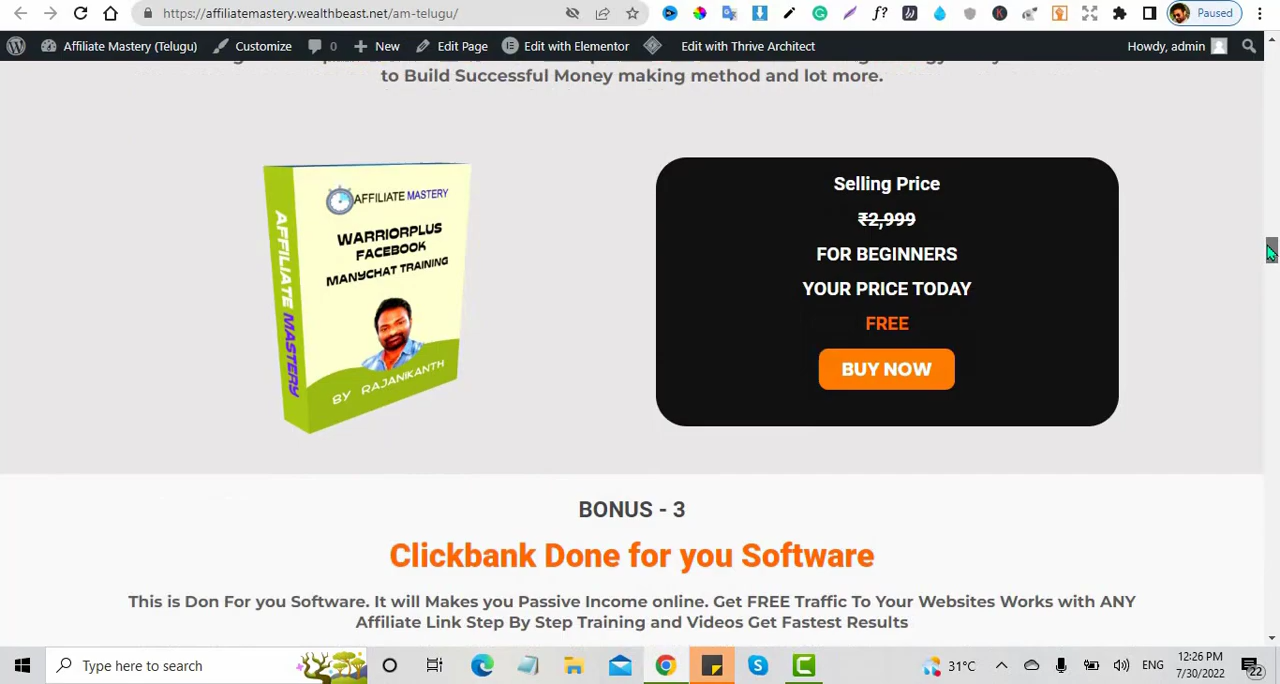 https://affiliatemastery.wealthbeast.net/am-telugu/
Paused
Affiliate Mastery (Telugu)
Customize
0
New
Edit Page
Edit with Elementor
Edit with Thrive Architect
Howdy, admin
to Build Successful Money making method and lot more.
AFFILIATE MASTERY
AFFILIATE MASTERY
WARRIORPLUS
FACEBOOK
MANYCHAT TRAINING
BY RAJANIKANTH
Selling Price
₹2,999
FOR BEGINNERS
YOUR PRICE TODAY
FREE
BUY NOW
BONUS - 3
Clickbank Done for you Software
This is Don For you Software. It will Makes you Passive Income online. Get FREE Traffic To Your Websites Works with ANY
Affiliate Link Step By Step Training and Videos Get Fastest Results
Type here to search
31°C
ENG
12:26 PM
7/30/2022
22